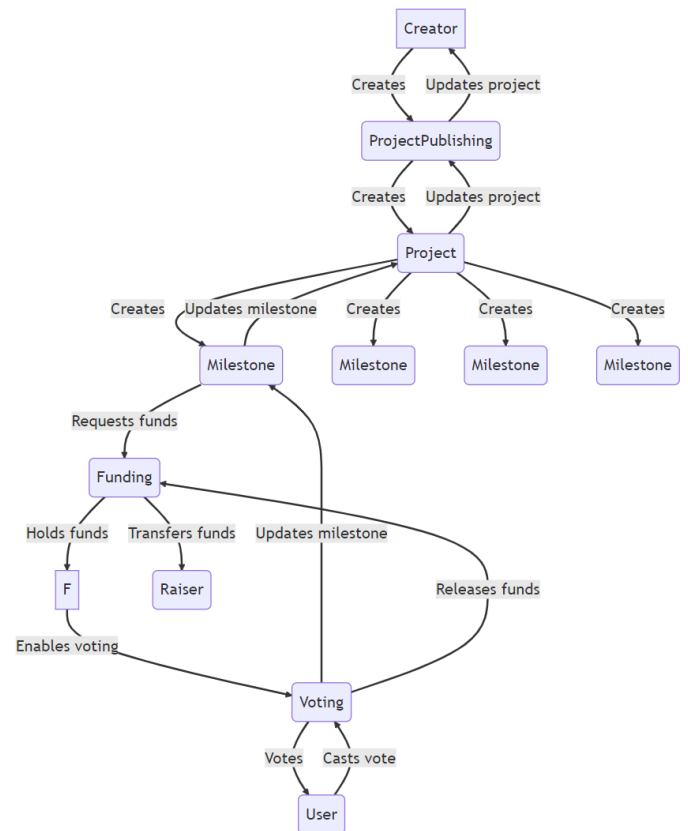 Creator
Creates
Updates project
ProjectPublishing
Creates
Updates project
Project
Creates
Updates milestone
Creates
Creates
Creates
Milestone
Milestone
Milestone
Milestone
Requests funds
Funding
Holds funds
Transfers funds
Updates milestone
F
Raiser
Releases funds
Enables voting
Voting
Votes
Casts vote
User